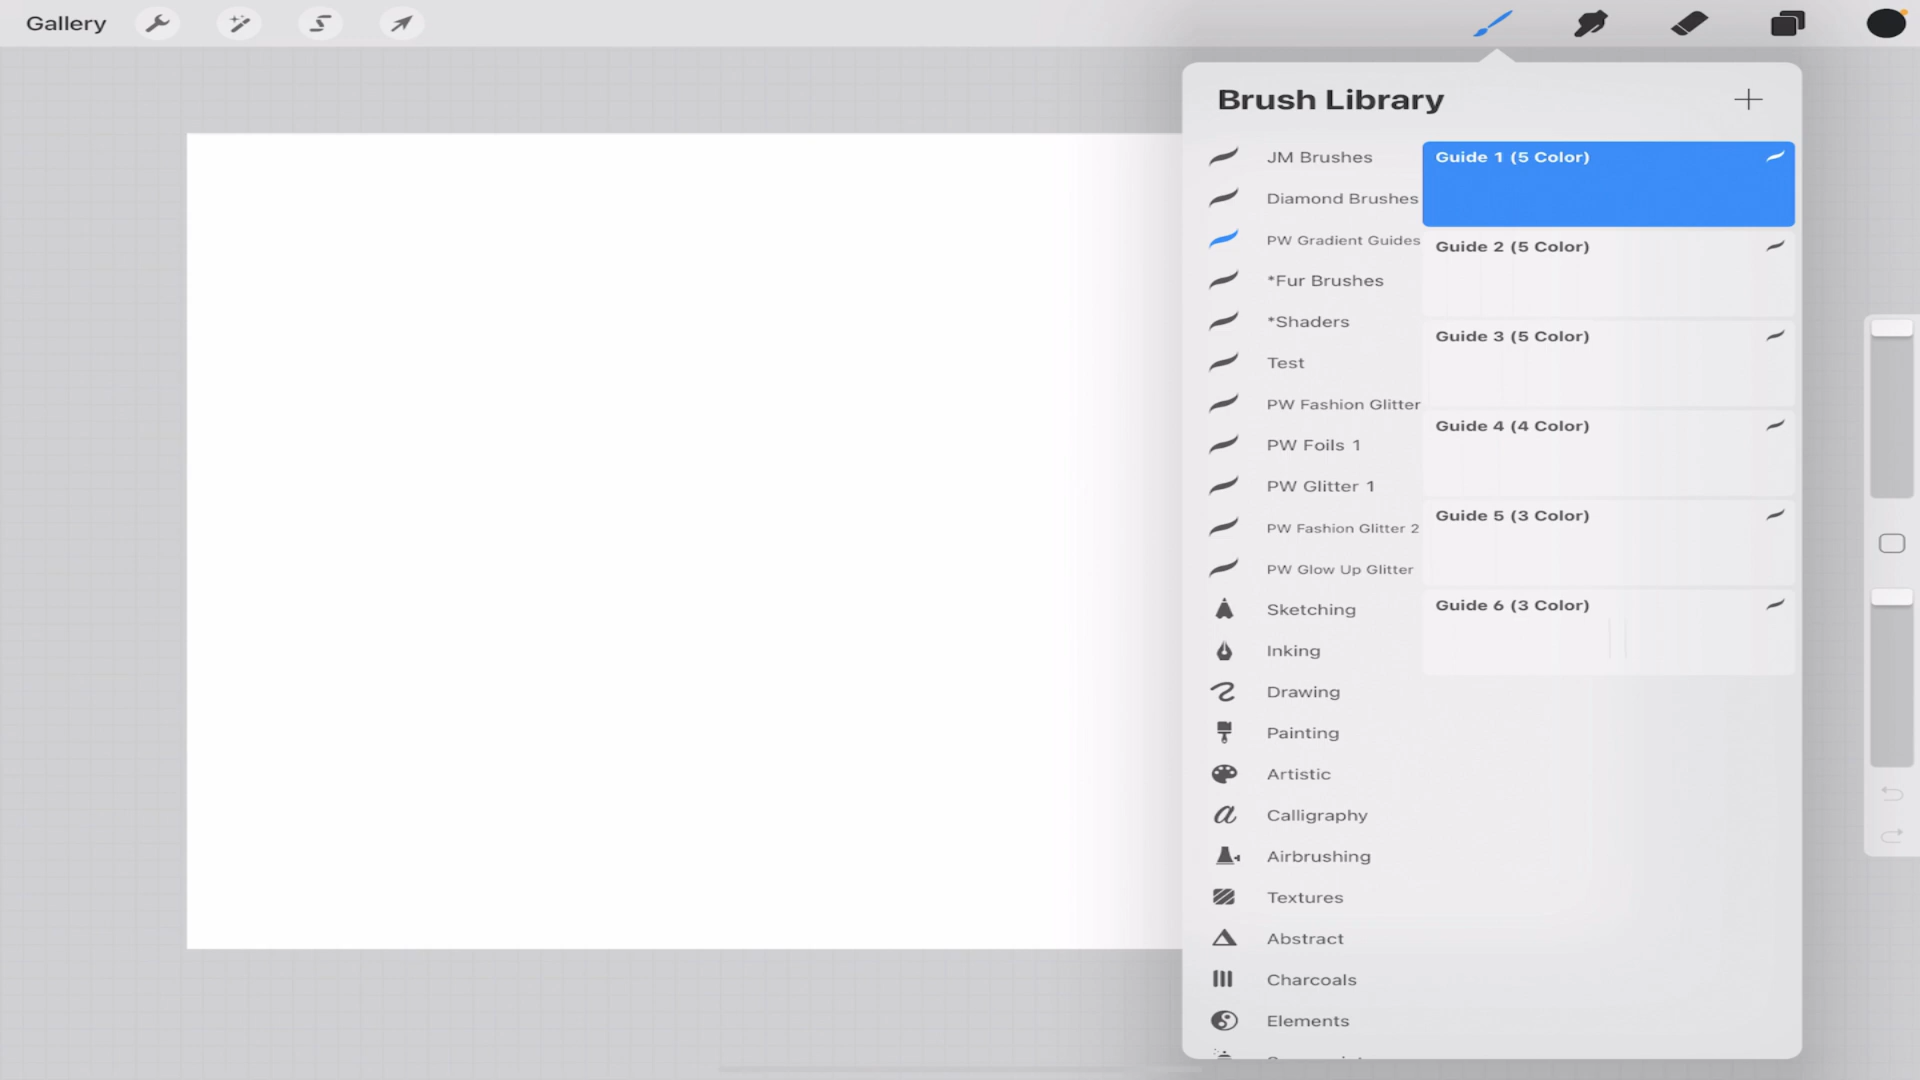 Gallery
Brush Library
JM Brushes
Diamond Brushes
PW Gradient Guides
*Fur Brushes
*Shaders
Test
PW Fashion Glitter
PW Foils 1
PW Glitter 1
PW Fashion Glitter 2
PW Glow Up Glitter
Sketching
Inking
Drawing
Painting
Artistic
Calligraphy
Airbrushing
Textures
Abstract
Charcoals
Elements
Guide 1 (5 Color)
Guide 2 (5 Color)
Guide 3 (5 Color)
Guide 4 (4 Color)
Guide 5 (3 Color)
Guide 6 (3 Color)